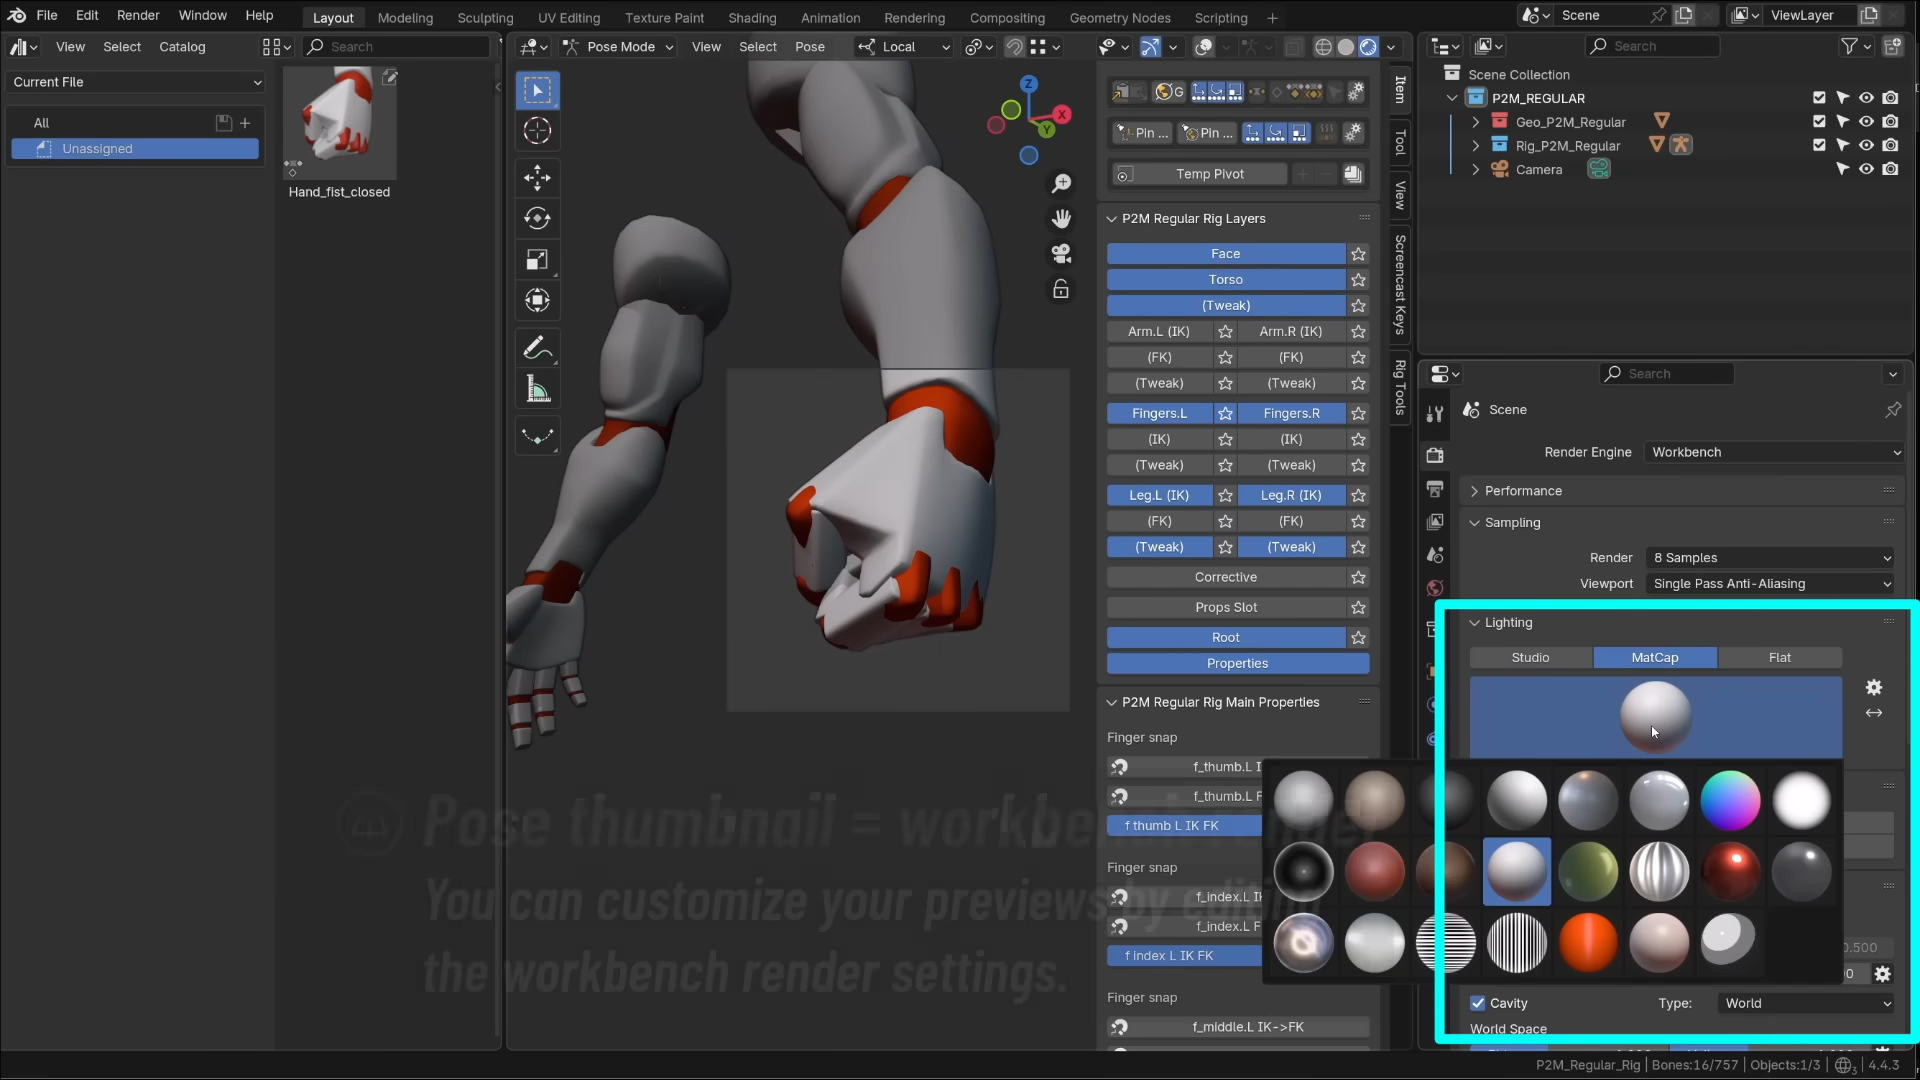 File Edit Render Window Help
Layout Modeling Sculpting UV Editing Texture Paint Shading Animation Rendering Compositing Geometry Nodes Scripting +
Scene
ViewLayer
View Select Catalog
Search
Pose Mode
View Select Pose
Local
Search
Current File
All
Unassigned
Hand_fist_closed
Z
X
Y
G
Pin ...
Pin ...
Temp Pivot
Item
Tool
View
Screencast Keys
Rig Tools
P2M Regular Rig Layers
Face
Torso
(Tweak)
Arm.L (IK) Arm.R (IK)
(FK) (FK)
(Tweak) (Tweak)
Fingers.L Fingers.R
(IK) (IK)
(Tweak) (Tweak)
Leg.L (IK) Leg.R (IK)
(FK) (FK)
(Tweak) (Tweak)
Corrective
Props Slot
Root
Properties
P2M Regular Rig Main Properties
Finger snap
f_thumb.L I
f_thumb.L F
f thumb L IK FK
Finger snap
f_index.L I
f_index.L F
f index L IK FK
Finger snap
f_middle.L IK->FK
Pose thumbnail = workbench render
You can customize your previews by editing
the workbench render settings.
Scene Collection
P2M_REGULAR
Geo_P2M_Regular
Rig_P2M_Regular
Camera
Search
Scene
Render Engine Workbench
Performance
Sampling
Render 8 Samples
Viewport Single Pass Anti-Aliasing
Lighting
Studio MatCap Flat
0.500
Cavity Type: World
World Space
P2M_Regular_Rig | Bones:16/757 | Objects:1/3 | 3 | 4.4.3